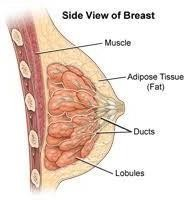 Side View of Breast
Muscle
Adipose Tissue
(Fat)
Ducts
Lobules